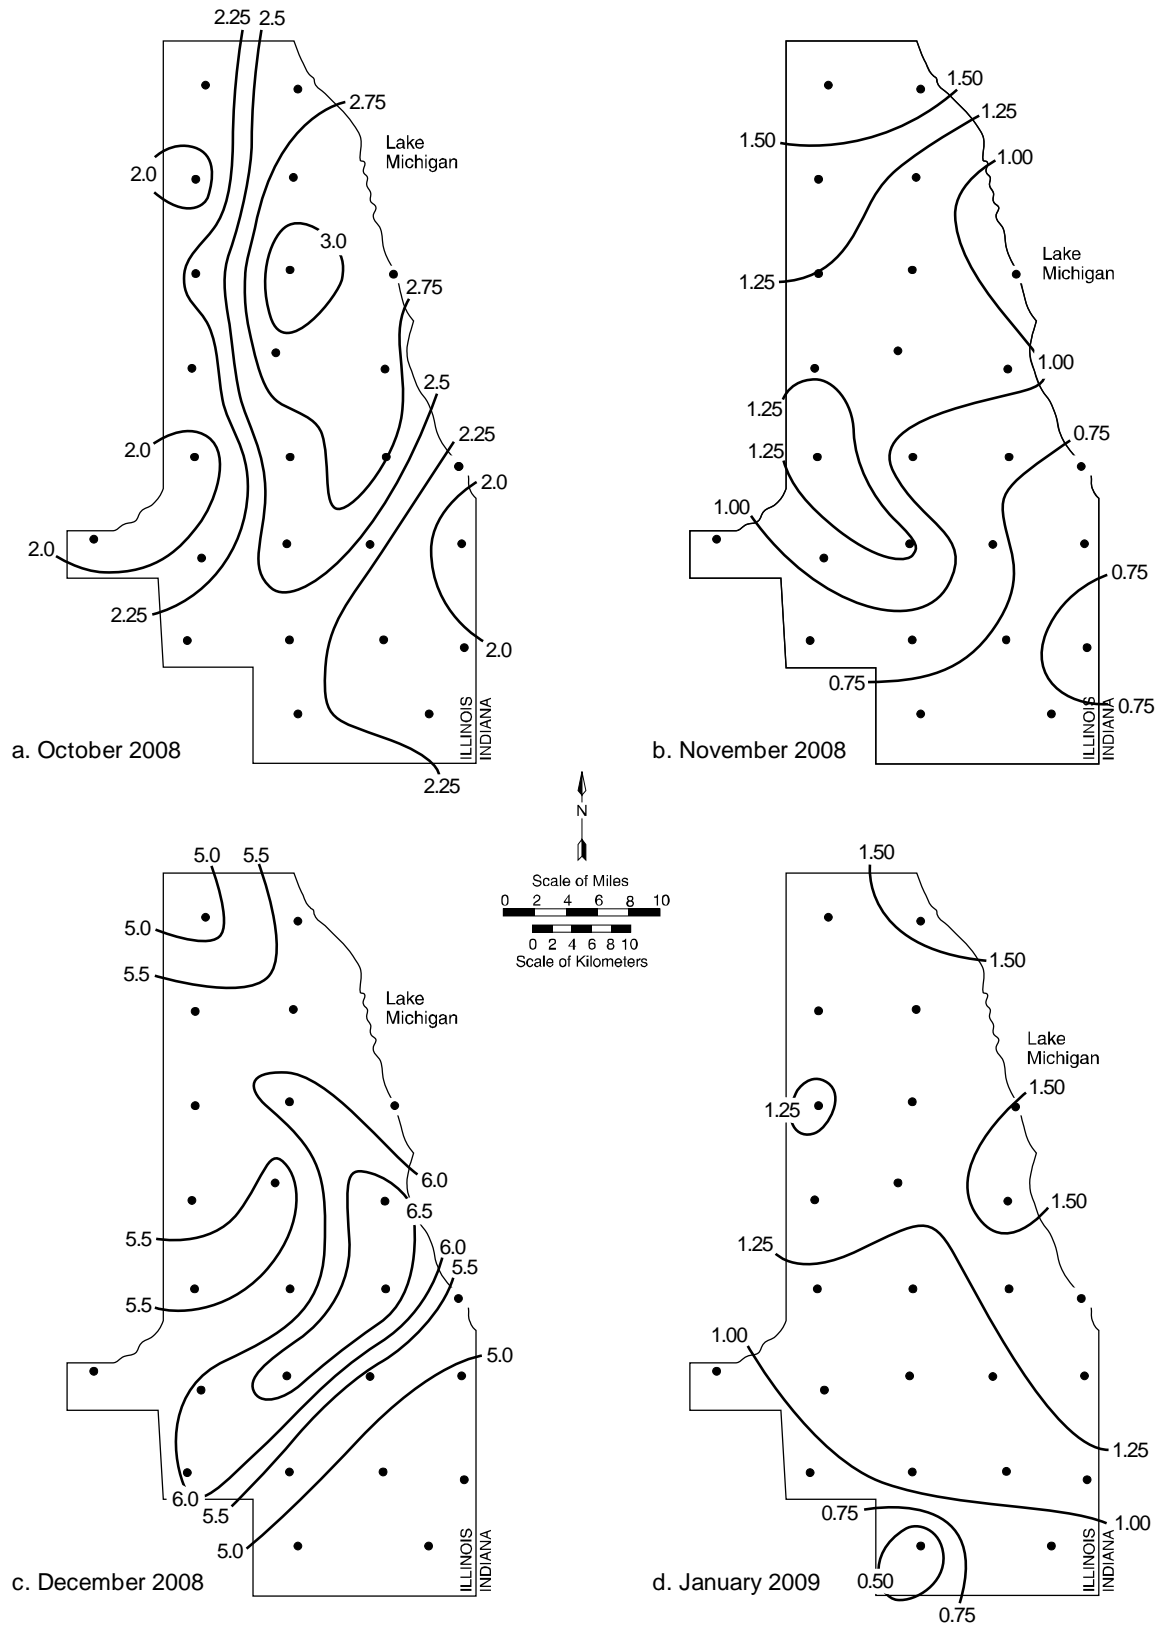 2.25 2.5
2.75
Lake
Michigan
2.0
3.0
2.75
2.5
2.0
2.25
2.0
2.0
2.25
2.0
ILLINOIS
INDIANA
a. October 2008
2.25
1.50
1.25
1.50
1.00
Lake
Michigan
1.25
1.00
1.25
0.75
1.25
1.00
0.75
0.75
0.75
ILLINOIS
INDIANA
b. November 2008
N
Scale of Miles
0 2 4 6 8 10
0 2 4 6 8 10
Scale of Kilometers
5.0 5.5
5.0
5.5
Lake
Michigan
6.0
6.5
5.5
6.0
5.5
5.5
5.0
6.0
5.5
5.0
ILLINOIS
INDIANA
c. December 2008
1.50
1.50
Lake
Michigan
1.50
1.25
1.50
1.25
1.00
1.25
0.75
1.00
0.50
0.75
ILLINOIS
INDIANA
d. January 2009